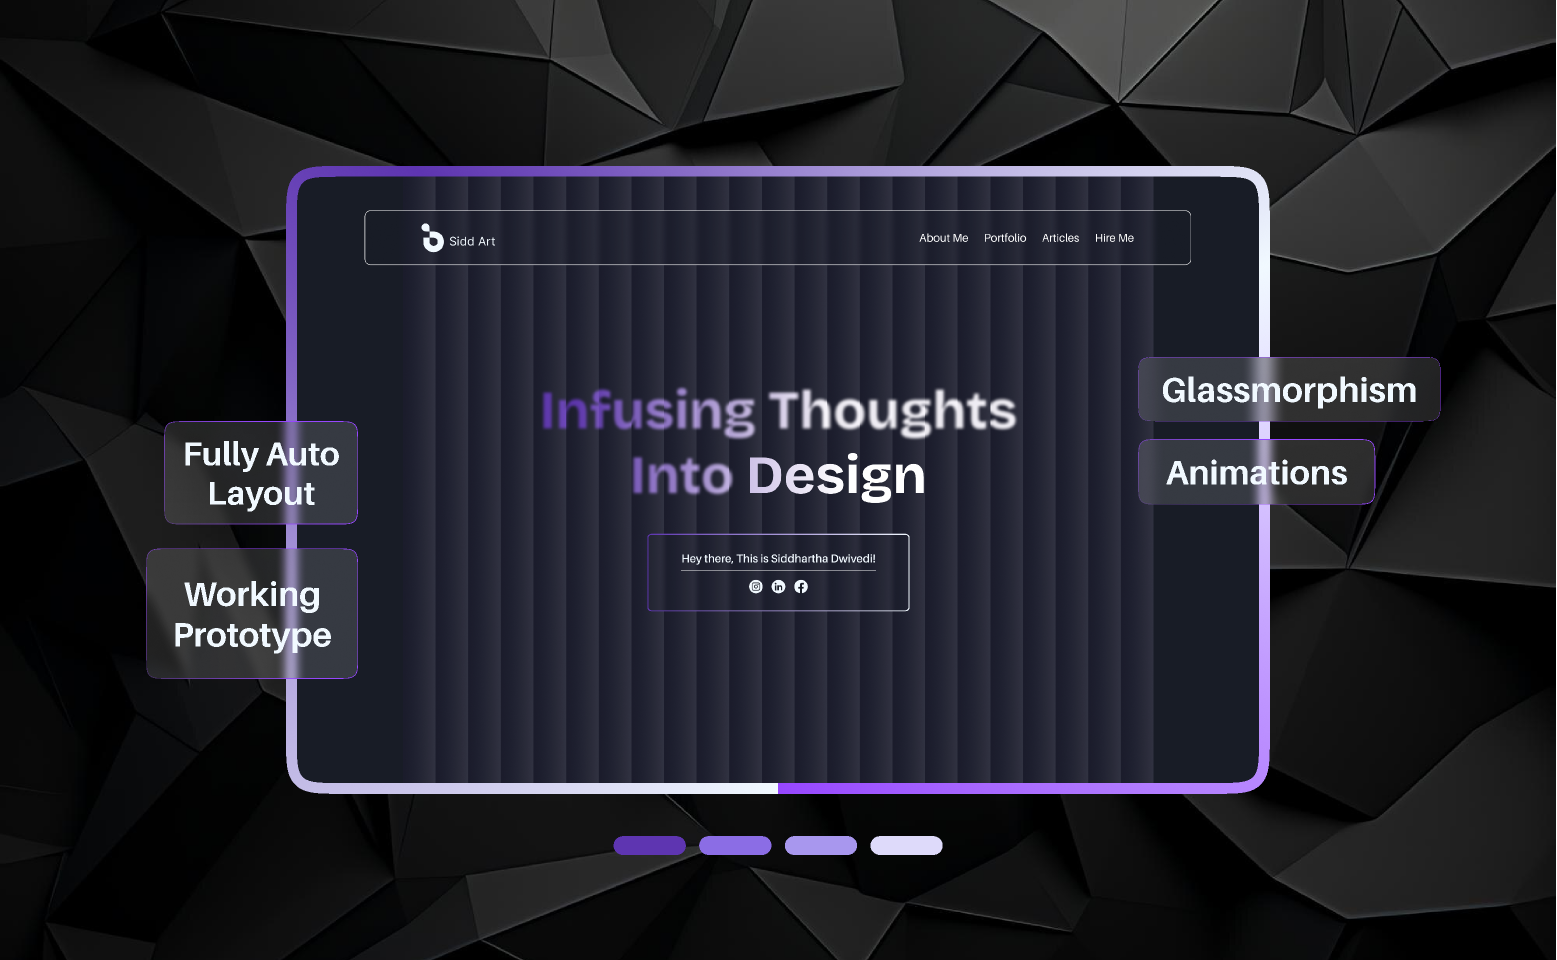 Sidd Art
About Me Portfolio Articles Hire Me
Infusing Thoughts
Into Design
Hey there, This is Siddhartha Dwivedi!
Fully Auto
Layout
Working
Prototype
Glassmorphism
Animations